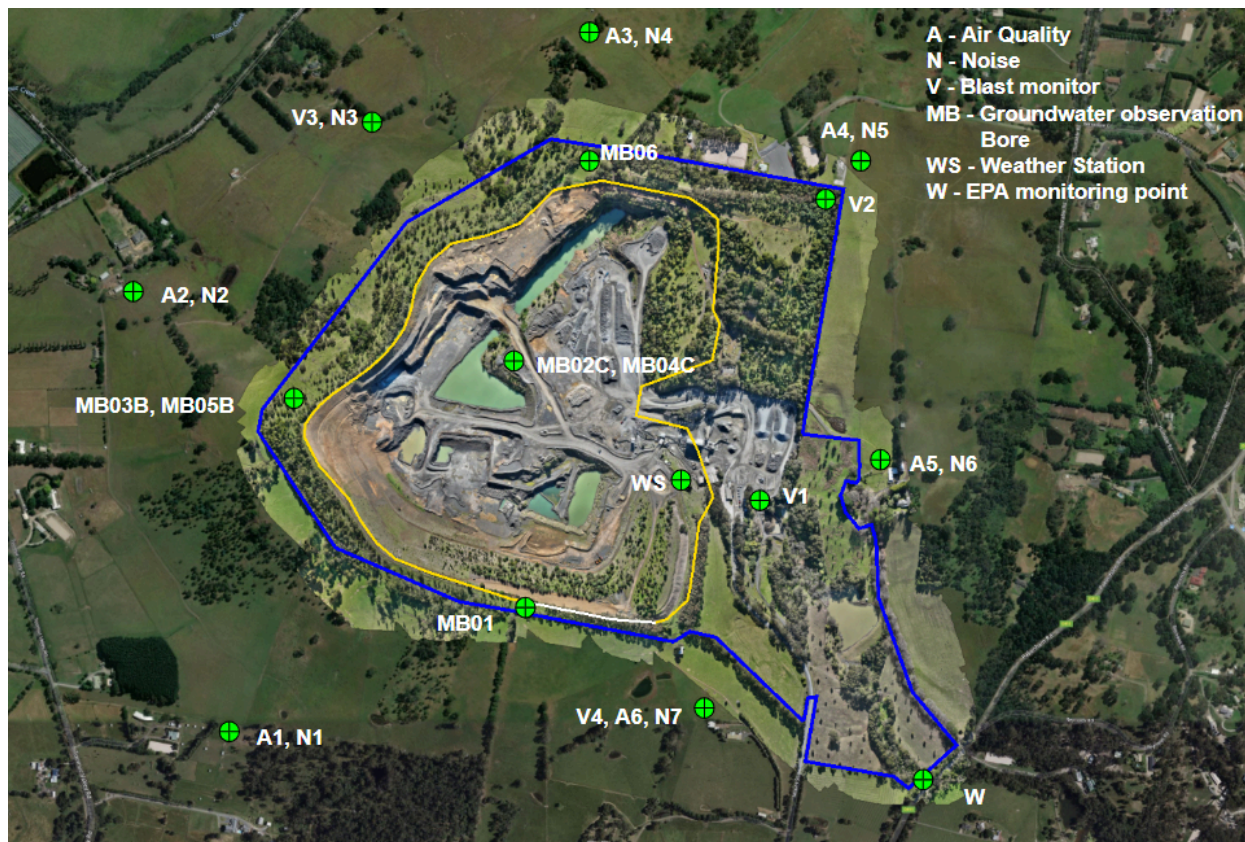 A3, N4
A - Air Quality
N - Noise
V - Blast monitor
MB - Groundwater observation
Bore
WS - Weather Station
W - EPA monitoring point
V3, N3
A4, N5
MB06
V2
A2, N2
MB02C, MB04C
MB03B, MB05B
A5, N6
WS
V1
MB01
V4, A6, N7
A1, N1
W